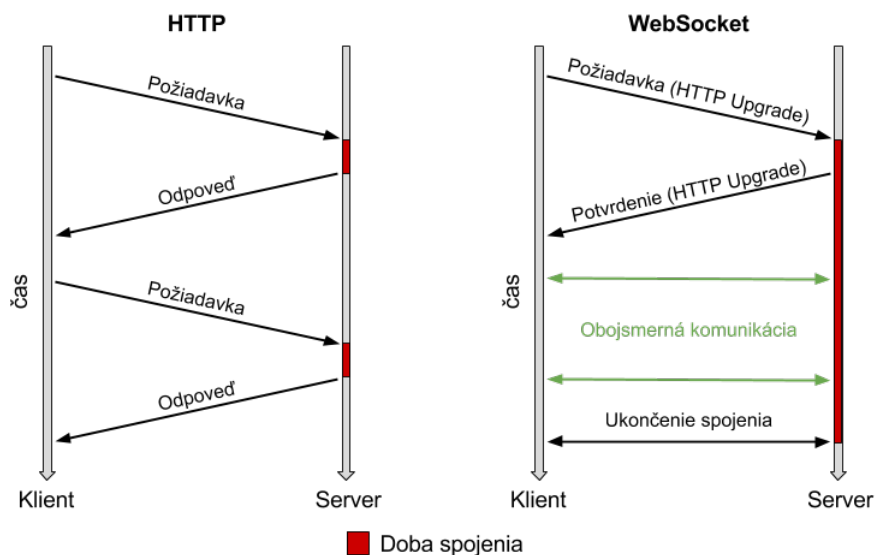 HTTP
Požiadavka
Odpoveď
čas
Požiadavka
Odpoveď
Klient
Server
WebSocket
Požiadavka (HTTP Upgrade)
Potvrdenie (HTTP Upgrade)
čas
Obojsmerná komunikácia
Ukončenie spojenia
Klient
Server
Doba spojenia